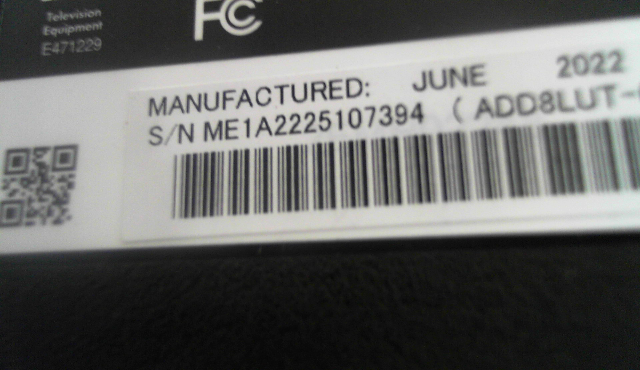 Television
Equipment
E471229
FC
MANUFACTURED: JUNE 2022
S/N ME1A2225107394 ( ADD8LUT-